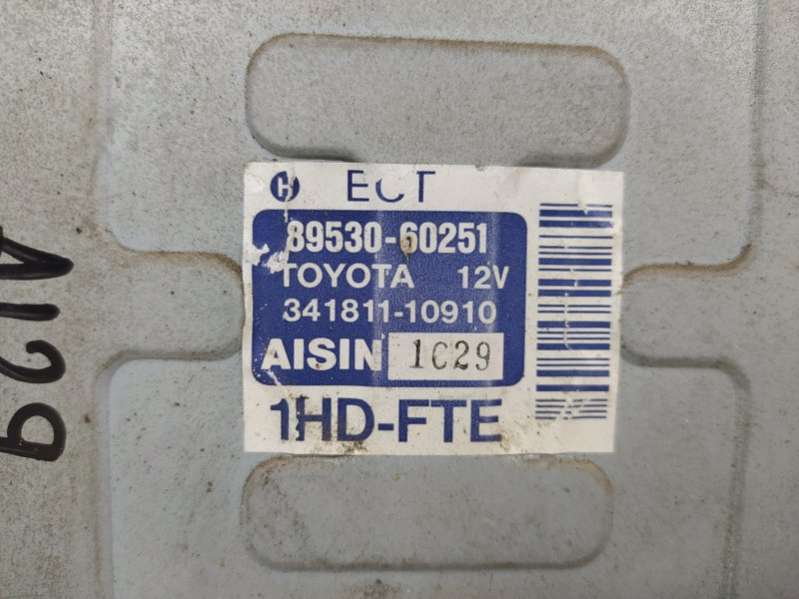 H ECT
89530-60251
TOYOTA 12V
341811-10910
AISIN 1C29
1HD-FTE